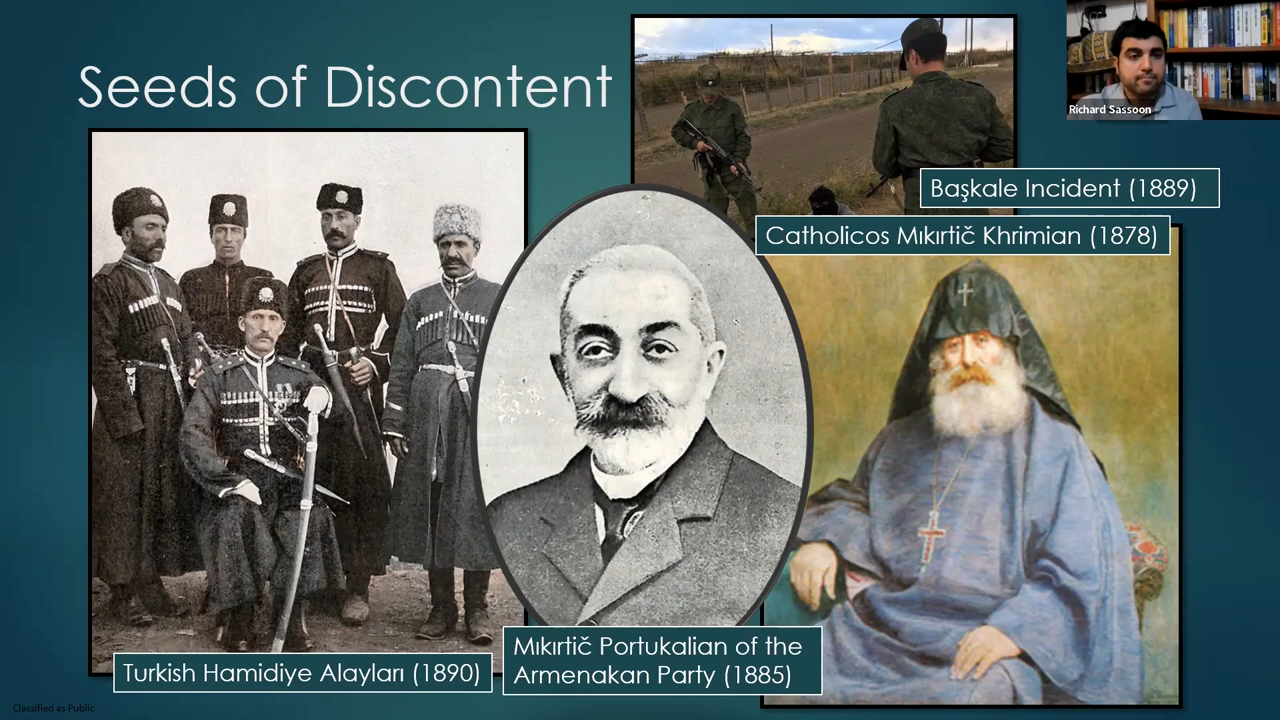 Seeds of Discontent
Richard Sassoon
Başkale Incident (1889)
Catholicos Mıkırtič Khrimian (1878)
Turkish Hamidiye Alayları (1890)
Mıkırtič Portukalian of the
Armenakan Party (1885)
Classified as Public